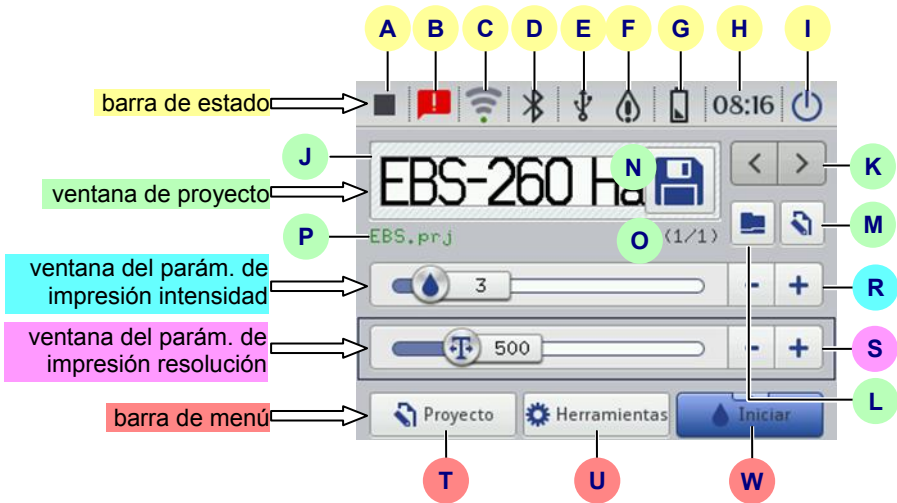 A B C D E F G H I
barra de estado
08:16
J
EBS-260 Ha
N
K
ventana de proyecto
P
EBS.prj
O
(1/1)
M
ventana del parám. de
impresión intensidad
3
- +
R
ventana del parám. de
impresión resolución
500
- +
S
L
barra de menú
Proyecto
Herramientas
Iniciar
T
U
W